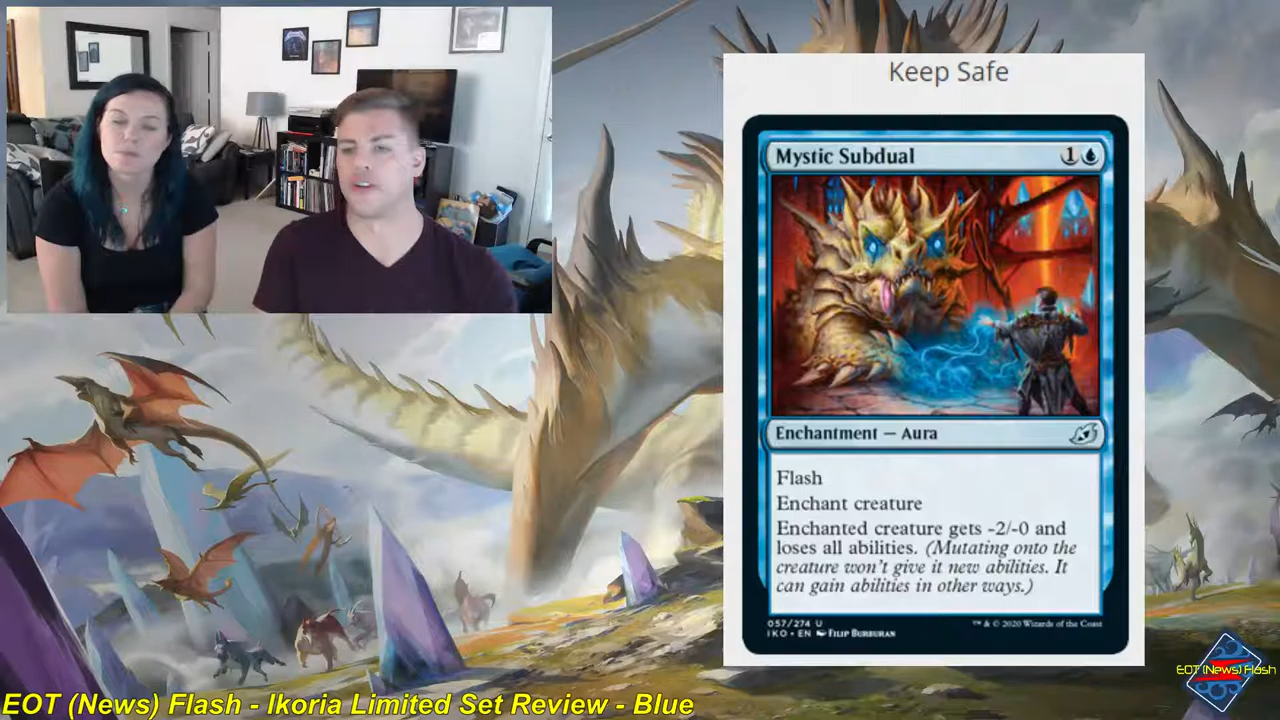 Keep Safe
Mystic Subdual 1
Enchantment — Aura
Flash
Enchant creature
Enchanted creature gets -2/-0 and
loses all abilities. (Mutating onto the
creature won't give it new abilities. It
can gain abilities in other ways.)
057/274 U
IKO • EN Filip Burburan
™ & © 2020 Wizards of the Coast
EOT (News) Flash
EOT (News) Flash - Ikoria Limited Set Review - Blue